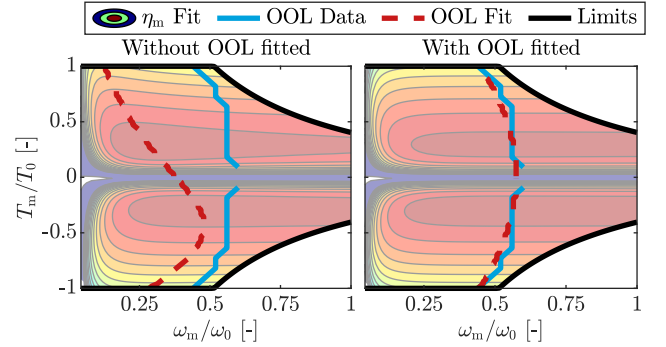 η_m Fit OOL Data OOL Fit Limits
Without OOL fitted With OOL fitted
1
0.5
0
-0.5
-1
T_m/T_0 [-]
0.25 0.5 0.75 1 0.25 0.5 0.75 1
ω_m/ω_0 [-] ω_m/ω_0 [-]